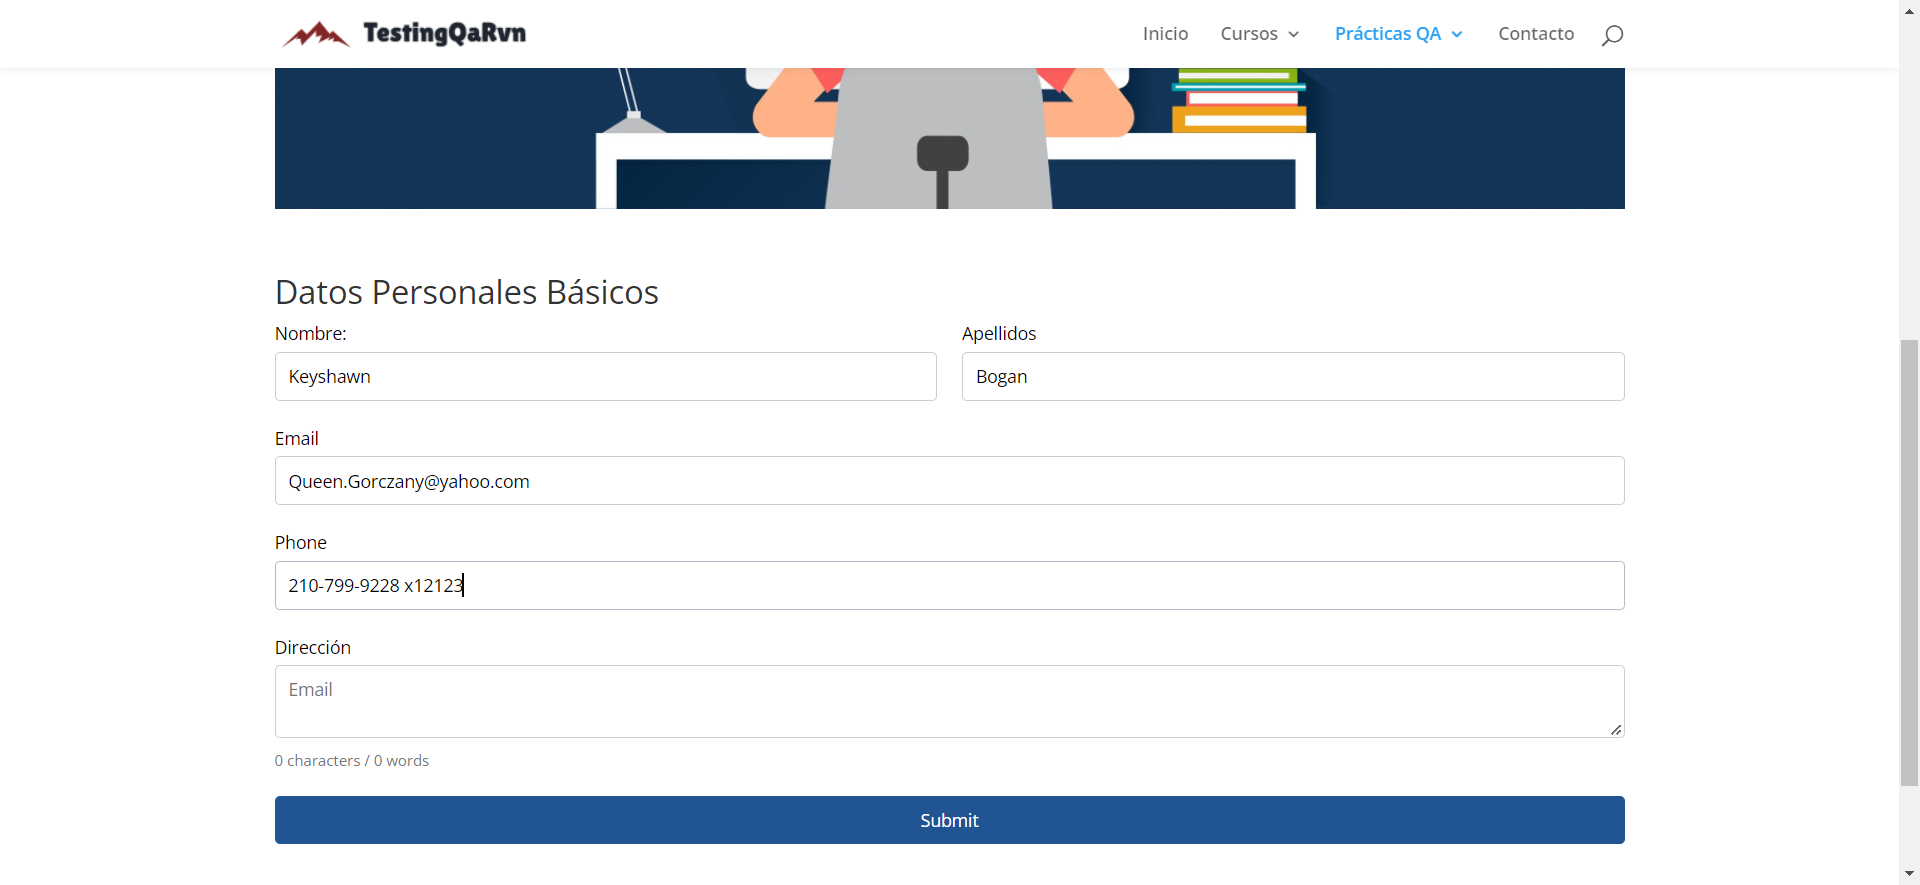 TestingQaRvn
Inicio Cursos Prácticas QA Contacto
Datos Personales Básicos
Nombre: Apellidos
Keyshawn Bogan
Email
Queen.Gorczany@yahoo.com
Phone
210-799-9228 x12123
Dirección
Email
0 characters / 0 words
Submit